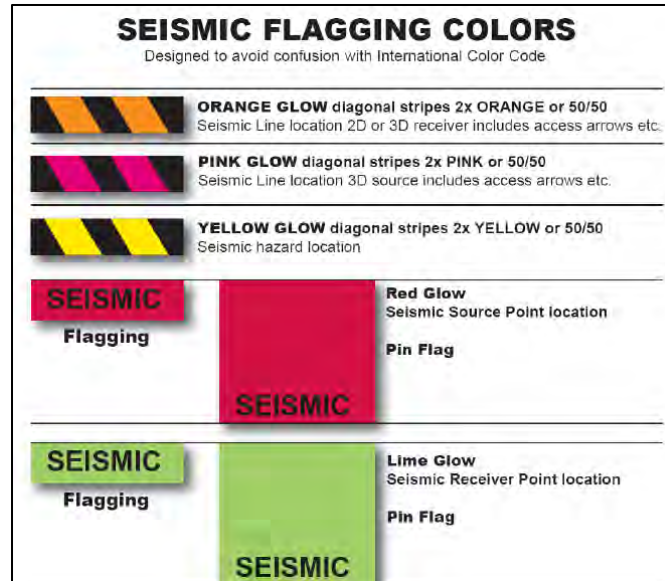 SEISMIC FLAGGING COLORS
Designed to avoid confusion with International Color Code
ORANGE GLOW diagonal stripes 2x ORANGE or 50/50
Seismic Line location 2D or 3D receiver includes access arrows etc.
PINK GLOW diagonal stripes 2x PINK or 50/50
Seismic Line location 3D source includes access arrows etc.
YELLOW GLOW diagonal stripes 2x YELLOW or 50/50
Seismic hazard location
SEISMIC
Flagging
SEISMIC
Red Glow
Seismic Source Point location
Pin Flag
SEISMIC
Flagging
SEISMIC
Lime Glow
Seismic Receiver Point location
Pin Flag